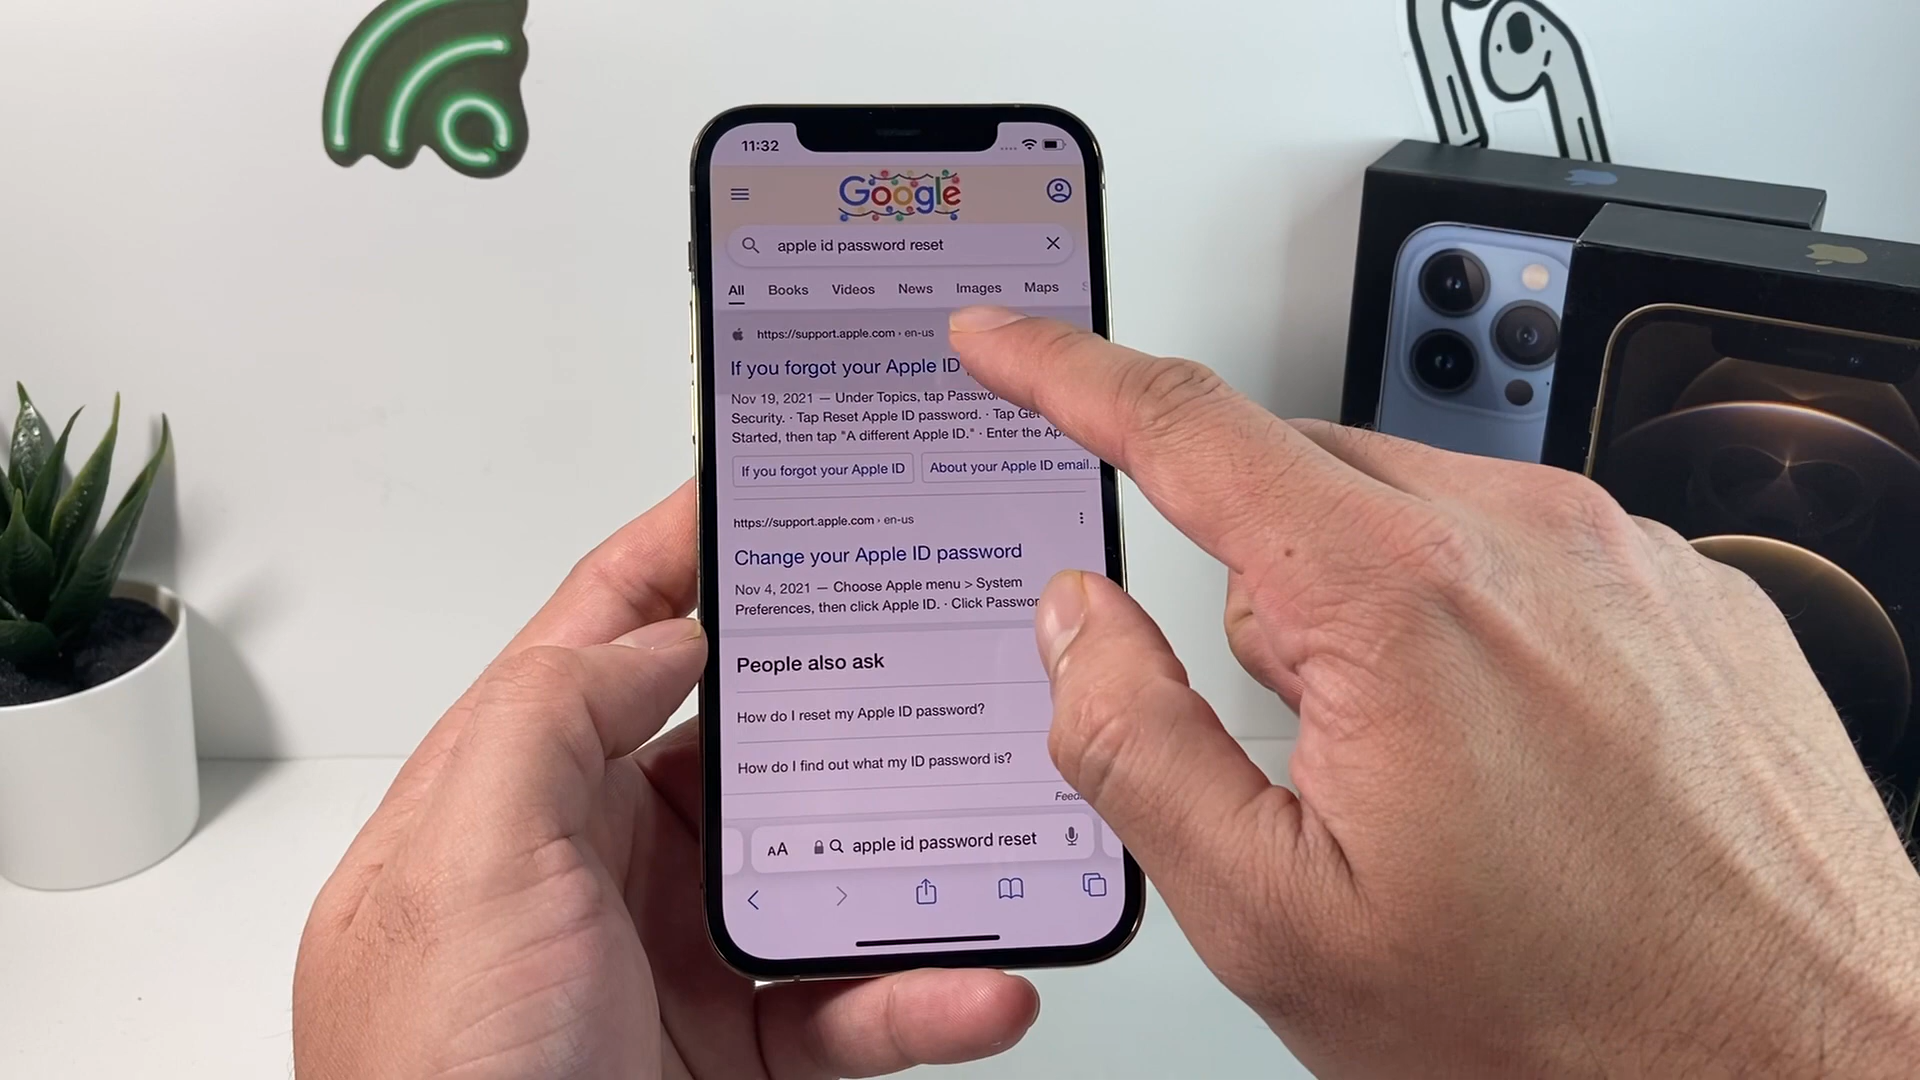 11:32
Google
apple id password reset
All Books Videos News Images Maps
https://support.apple.com › en-us
If you forgot your Apple ID
Nov 19, 2021 — Under Topics, tap
Security. · Tap Reset Apple ID password. · Tap Get
Started, then tap "A different Apple ID." · Enter the
If you forgot your Apple ID About your Apple ID email...
https://support.apple.com › en-us
Change your Apple ID password
Nov 4, 2021 — Choose Apple menu > System
Preferences, then click Apple ID. · Click
People also ask
How do I reset my Apple ID password?
How do I find out what my ID password is?
AA apple id password reset